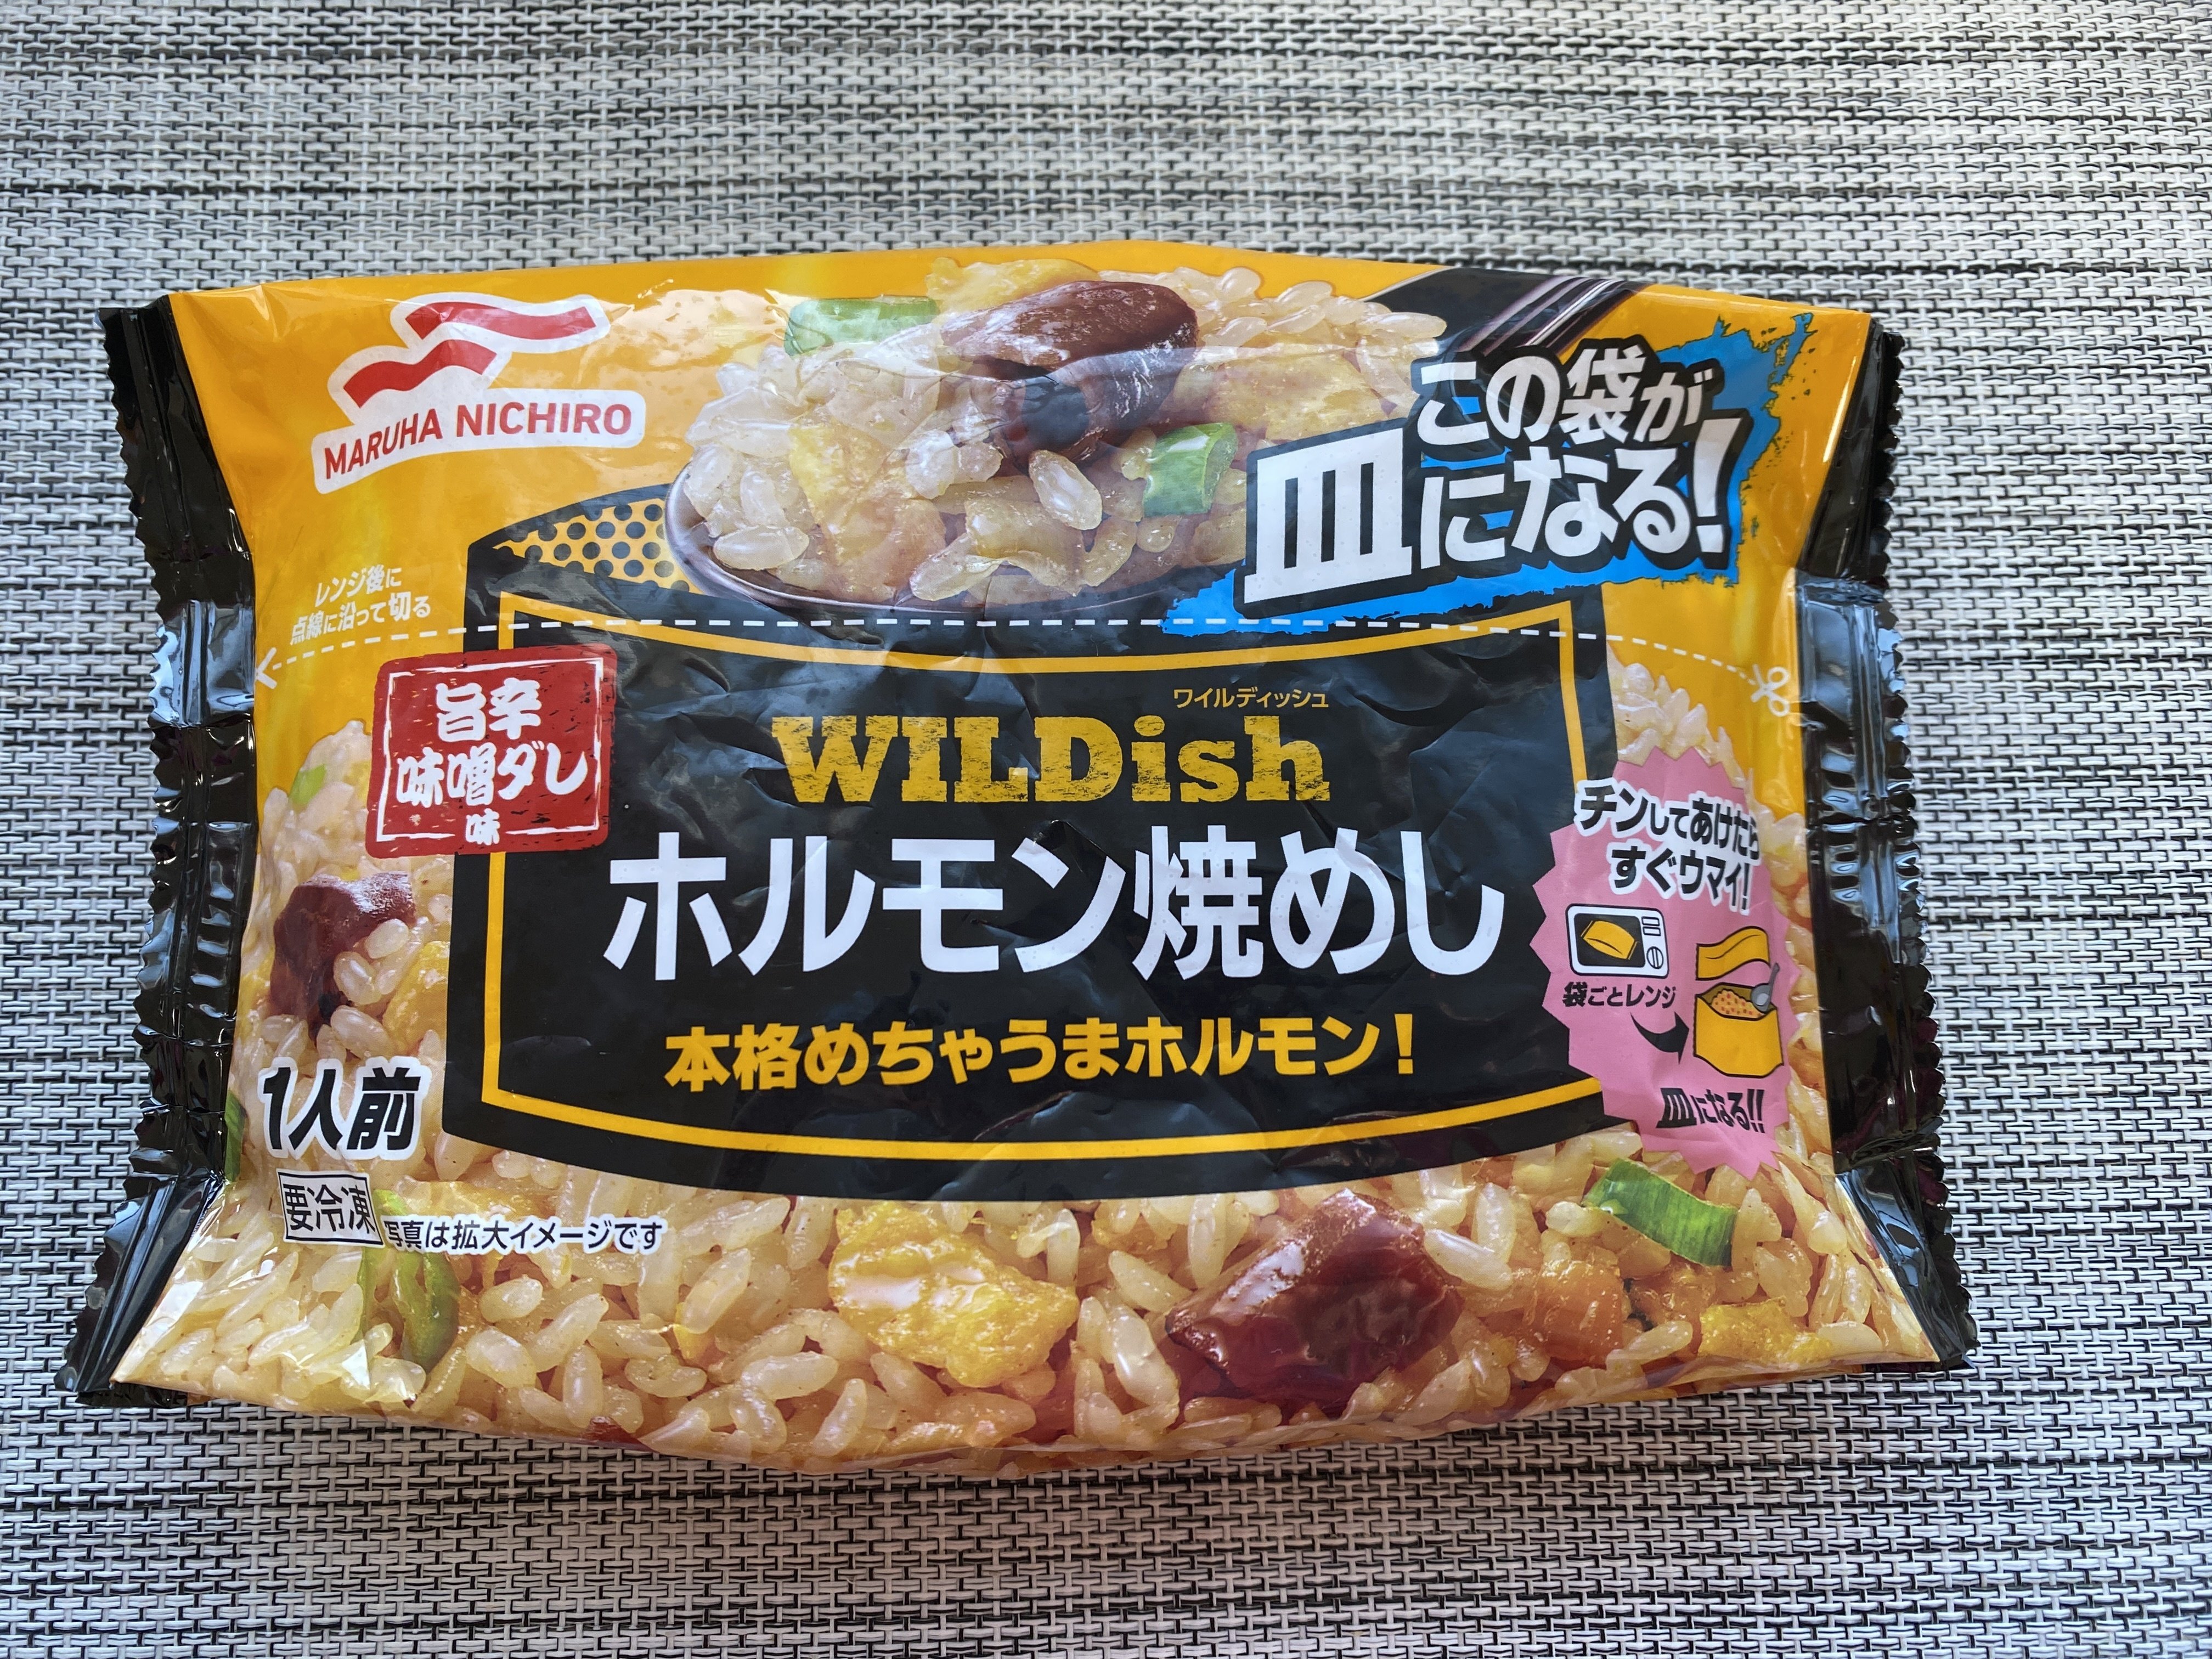 MARUHA NICHIRO
この袋が
皿になる!
レンジ後に
点線に沿って切る
旨辛
味噌ダレ
味
ワイルディッシュ
WILDish
ホルモン焼めし
本格めちゃうまホルモン!
チンしてあけたら
すぐウマイ!
袋ごとレンジ
皿になる!!
1人前
要冷凍
写真は拡大イメージです